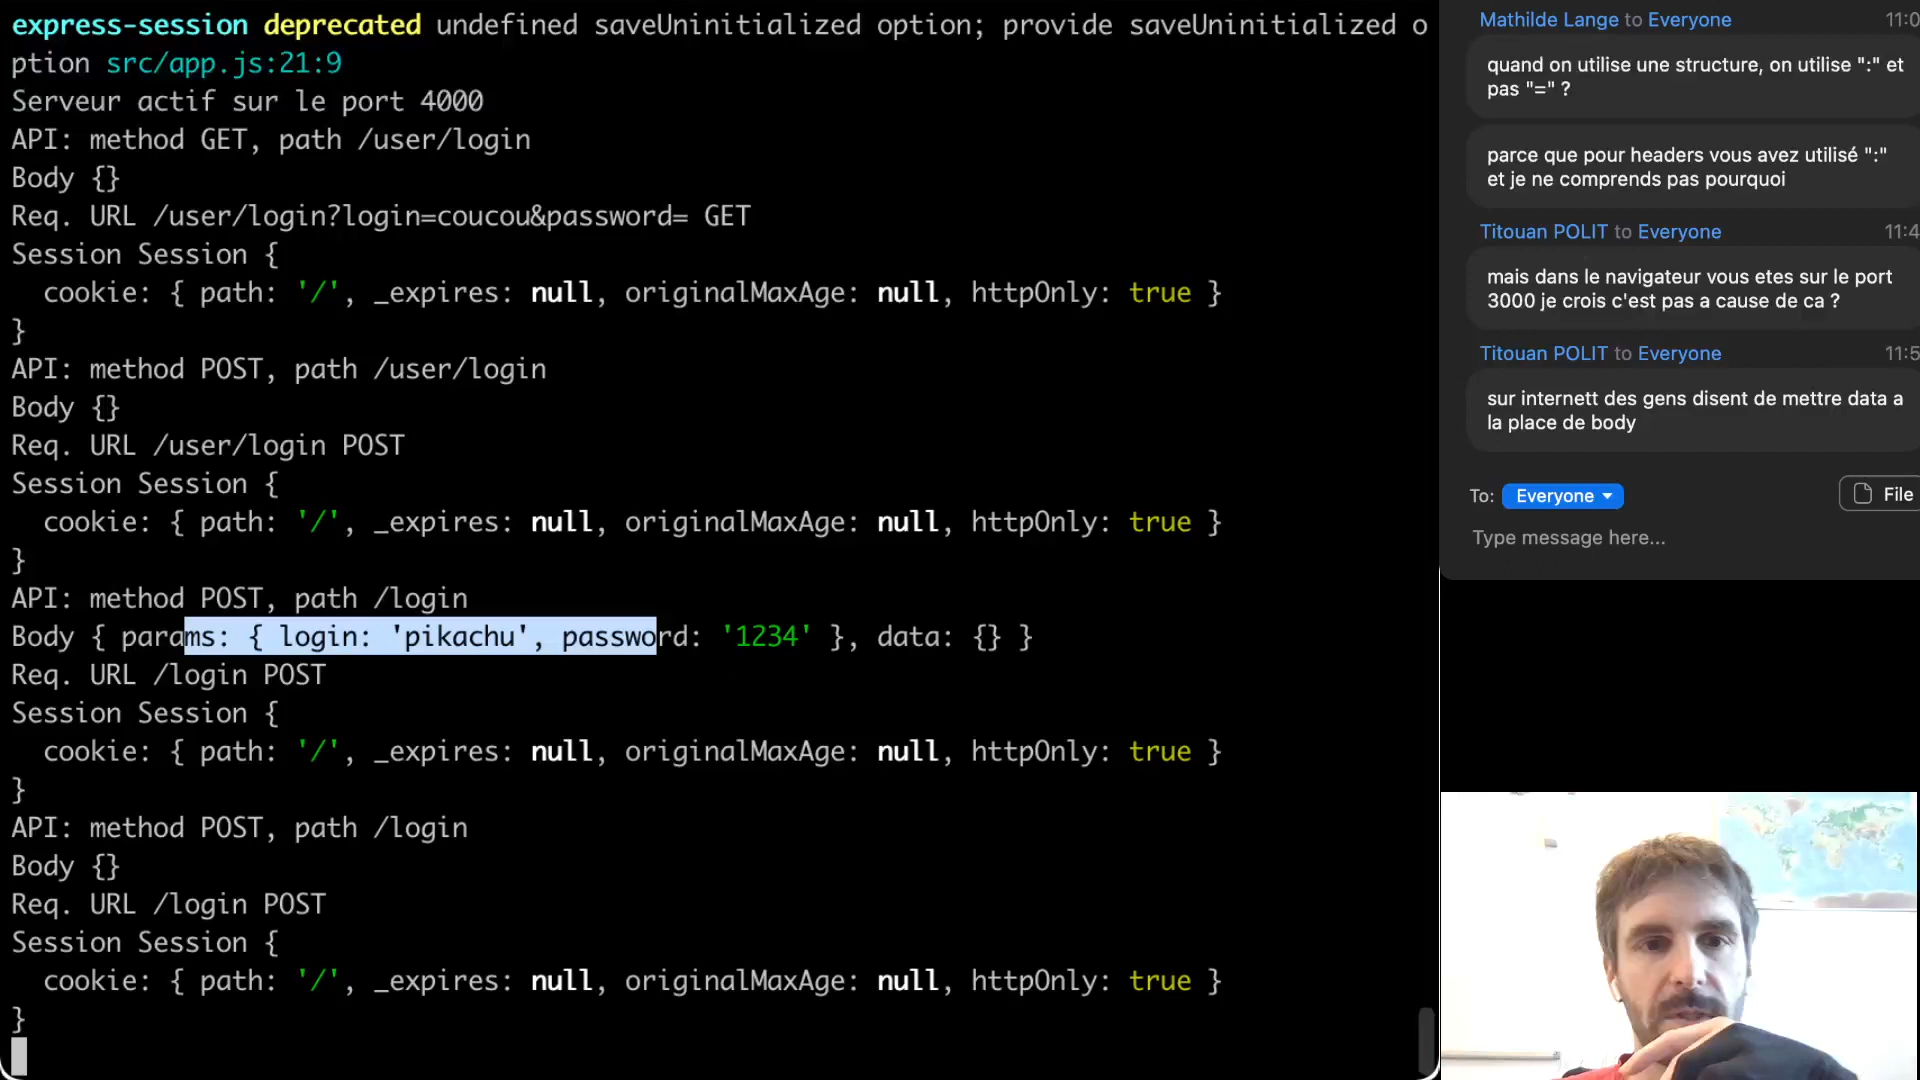 express-session deprecated undefined saveUninitialized option; provide saveUninitialized o
ption src/app.js:21:9
Serveur actif sur le port 4000
API: method GET, path /user/login
Body {}
Req. URL /user/login?login=coucou&password= GET
Session Session {
  cookie: { path: '/', _expires: null, originalMaxAge: null, httpOnly: true }
}
API: method POST, path /user/login
Body {}
Req. URL /user/login POST
Session Session {
  cookie: { path: '/', _expires: null, originalMaxAge: null, httpOnly: true }
}
API: method POST, path /login
Body { params: { login: 'pikachu', password: '1234' }, data: {} }
Req. URL /login POST
Session Session {
  cookie: { path: '/', _expires: null, originalMaxAge: null, httpOnly: true }
}
API: method POST, path /login
Body {}
Req. URL /login POST
Session Session {
  cookie: { path: '/', _expires: null, originalMaxAge: null, httpOnly: true }
}
Mathilde Lange to Everyone 11:0
quand on utilise une structure, on utilise ":" et
pas "=" ?
parce que pour headers vous avez utilisé ":"
et je ne comprends pas pourquoi
Titouan POLIT to Everyone 11:4
mais dans le navigateur vous etes sur le port
3000 je crois c'est pas a cause de ca ?
Titouan POLIT to Everyone 11:5
sur internett des gens disent de mettre data a
la place de body
To: Everyone File
Type message here...